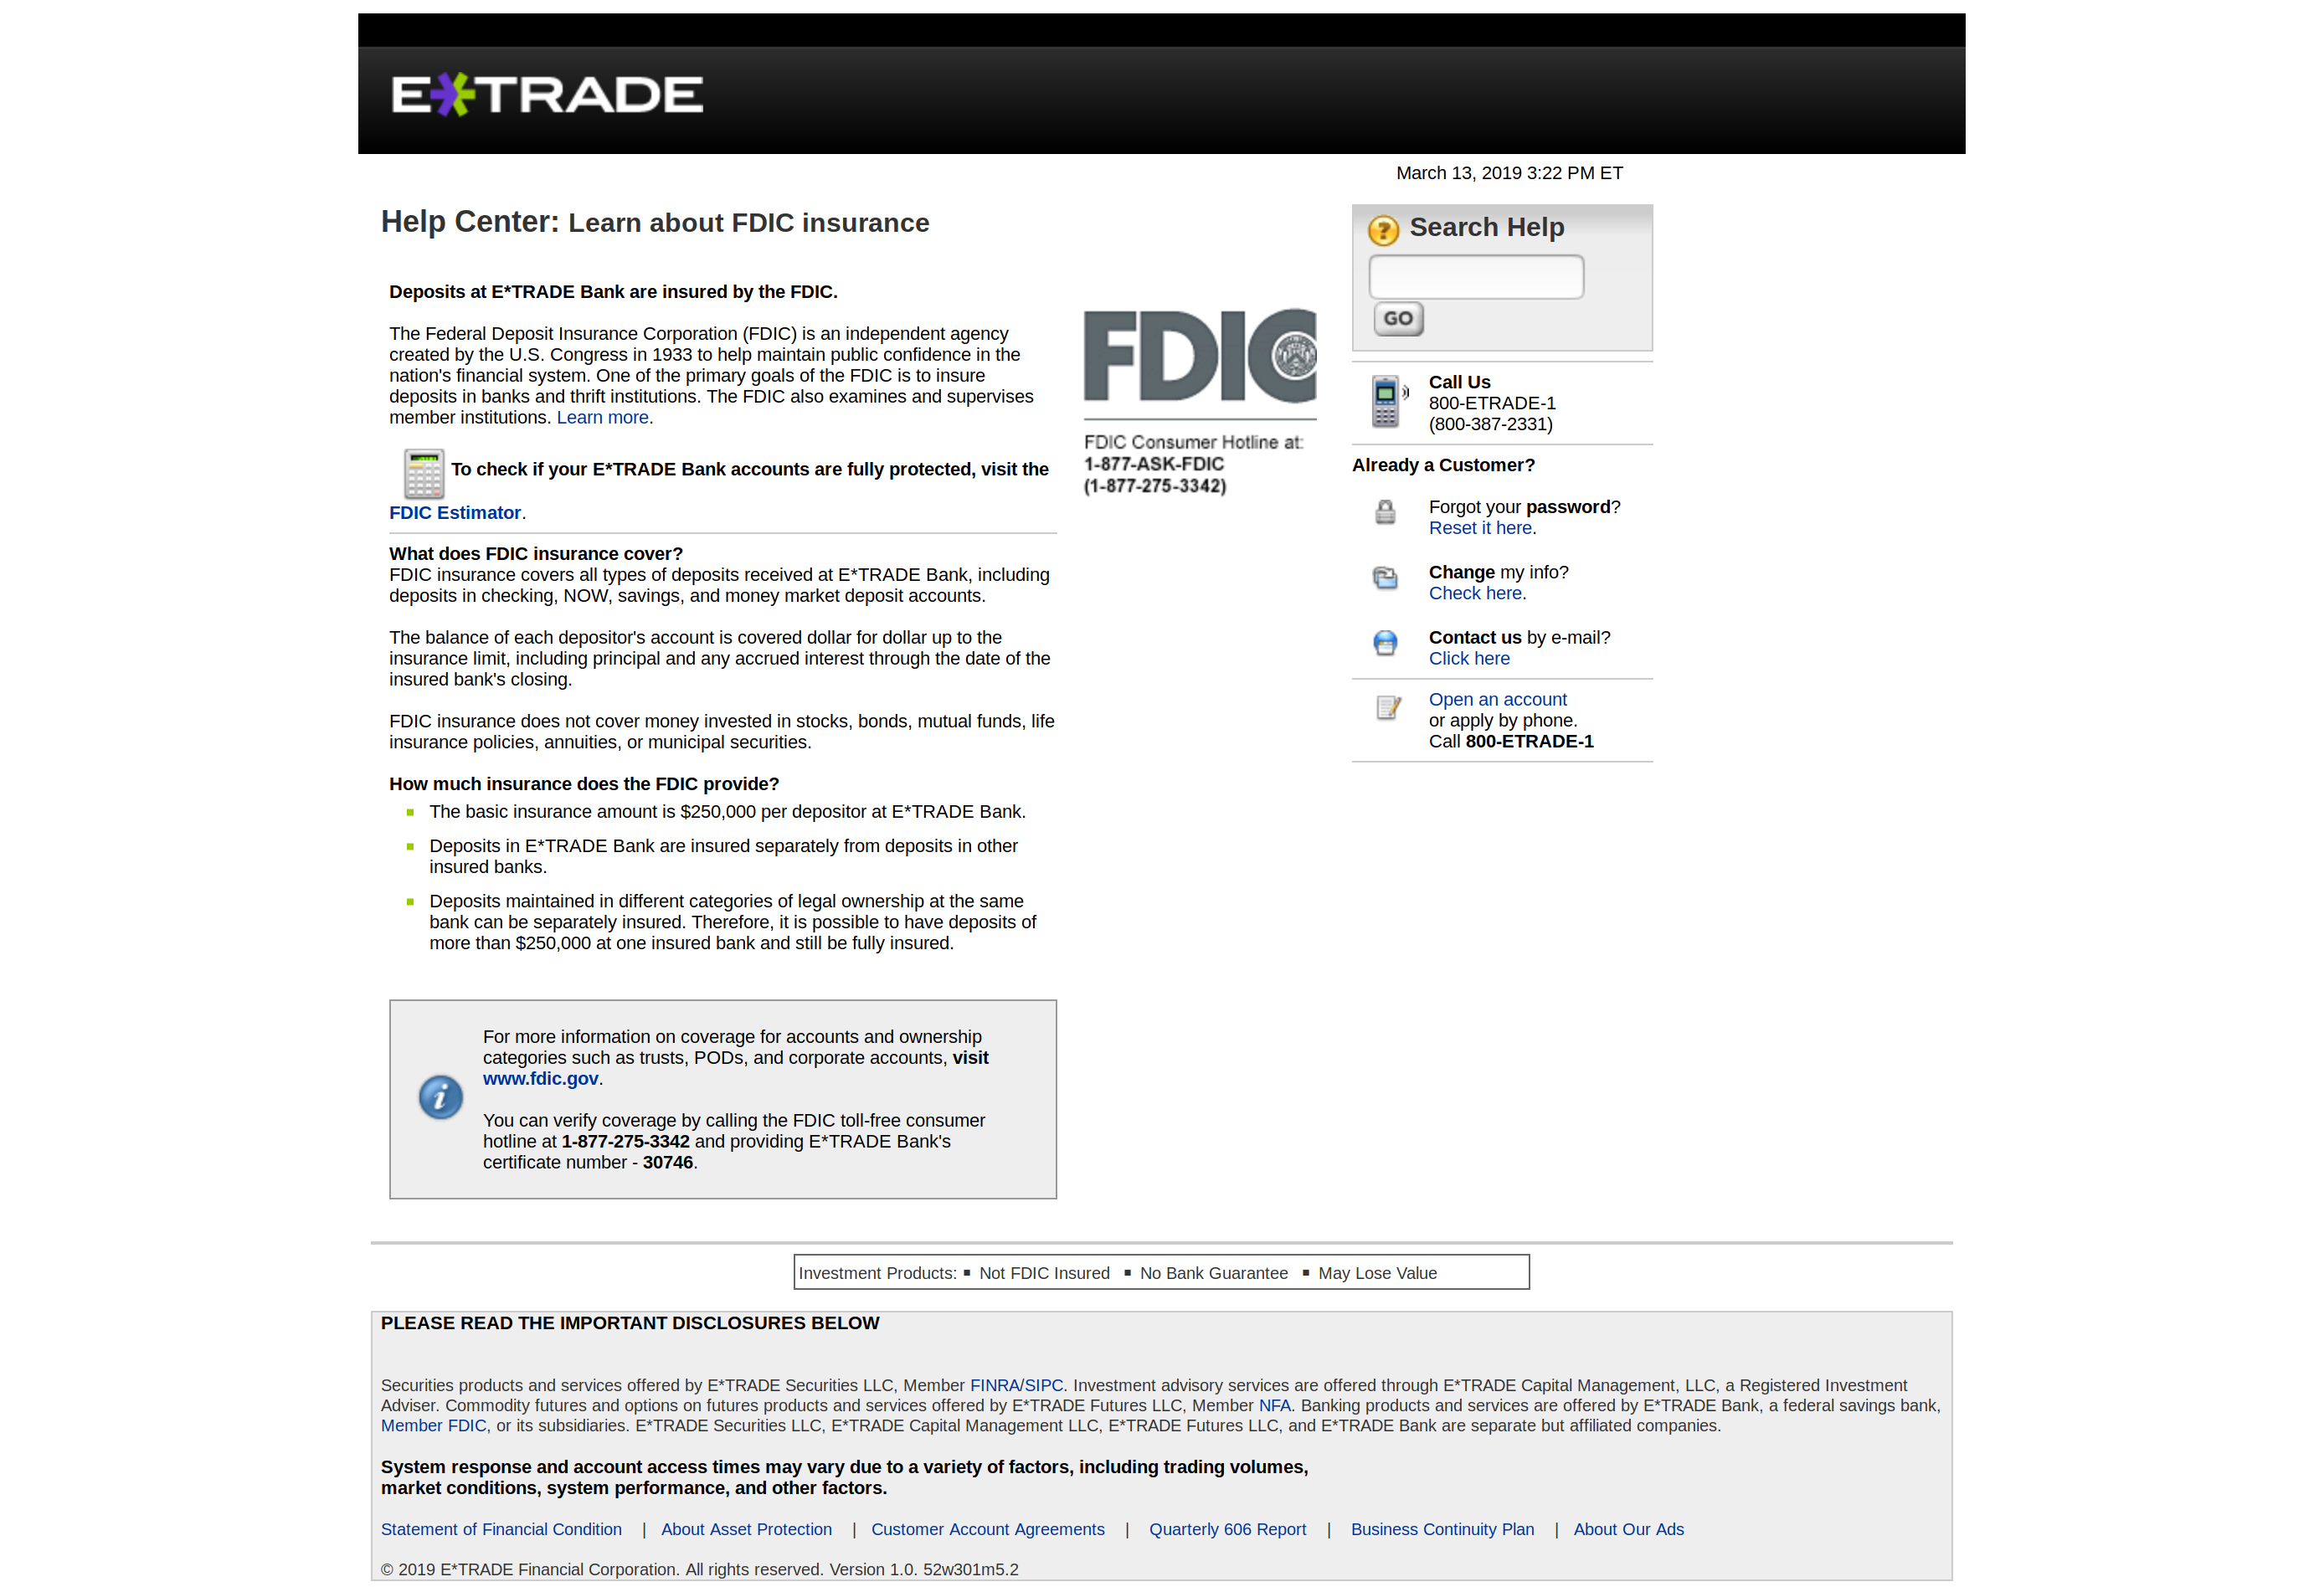 E*TRADE
March 13, 2019 3:22 PM ET
Help Center: Learn about FDIC insurance
Deposits at E*TRADE Bank are insured by the FDIC.
The Federal Deposit Insurance Corporation (FDIC) is an independent agency
created by the U.S. Congress in 1933 to help maintain public confidence in the
nation's financial system. One of the primary goals of the FDIC is to insure
deposits in banks and thrift institutions. The FDIC also examines and supervises
member institutions. Learn more.
To check if your E*TRADE Bank accounts are fully protected, visit the
FDIC Estimator.
What does FDIC insurance cover?
FDIC insurance covers all types of deposits received at E*TRADE Bank, including
deposits in checking, NOW, savings, and money market deposit accounts.
The balance of each depositor's account is covered dollar for dollar up to the
insurance limit, including principal and any accrued interest through the date of the
insured bank's closing.
FDIC insurance does not cover money invested in stocks, bonds, mutual funds, life
insurance policies, annuities, or municipal securities.
How much insurance does the FDIC provide?
The basic insurance amount is $250,000 per depositor at E*TRADE Bank.
Deposits in E*TRADE Bank are insured separately from deposits in other
insured banks.
Deposits maintained in different categories of legal ownership at the same
bank can be separately insured. Therefore, it is possible to have deposits of
more than $250,000 at one insured bank and still be fully insured.
For more information on coverage for accounts and ownership
categories such as trusts, PODs, and corporate accounts, visit
www.fdic.gov.
You can verify coverage by calling the FDIC toll-free consumer
hotline at 1-877-275-3342 and providing E*TRADE Bank's
certificate number - 30746.
FDIC
FDIC Consumer Hotline at:
1-877-ASK-FDIC
(1-877-275-3342)
Search Help
GO
Call Us
800-ETRADE-1
(800-387-2331)
Already a Customer?
Forgot your password?
Reset it here.
Change my info?
Check here.
Contact us by e-mail?
Click here
Open an account
or apply by phone.
Call 800-ETRADE-1
Investment Products: ▪ Not FDIC Insured ▪ No Bank Guarantee ▪ May Lose Value
PLEASE READ THE IMPORTANT DISCLOSURES BELOW
Securities products and services offered by E*TRADE Securities LLC, Member FINRA/SIPC. Investment advisory services are offered through E*TRADE Capital Management, LLC, a Registered Investment
Adviser. Commodity futures and options on futures products and services offered by E*TRADE Futures LLC, Member NFA. Banking products and services are offered by E*TRADE Bank, a federal savings bank,
Member FDIC, or its subsidiaries. E*TRADE Securities LLC, E*TRADE Capital Management LLC, E*TRADE Futures LLC, and E*TRADE Bank are separate but affiliated companies.
System response and account access times may vary due to a variety of factors, including trading volumes,
market conditions, system performance, and other factors.
Statement of Financial Condition | About Asset Protection | Customer Account Agreements | Quarterly 606 Report | Business Continuity Plan | About Our Ads
© 2019 E*TRADE Financial Corporation. All rights reserved. Version 1.0. 52w301m5.2